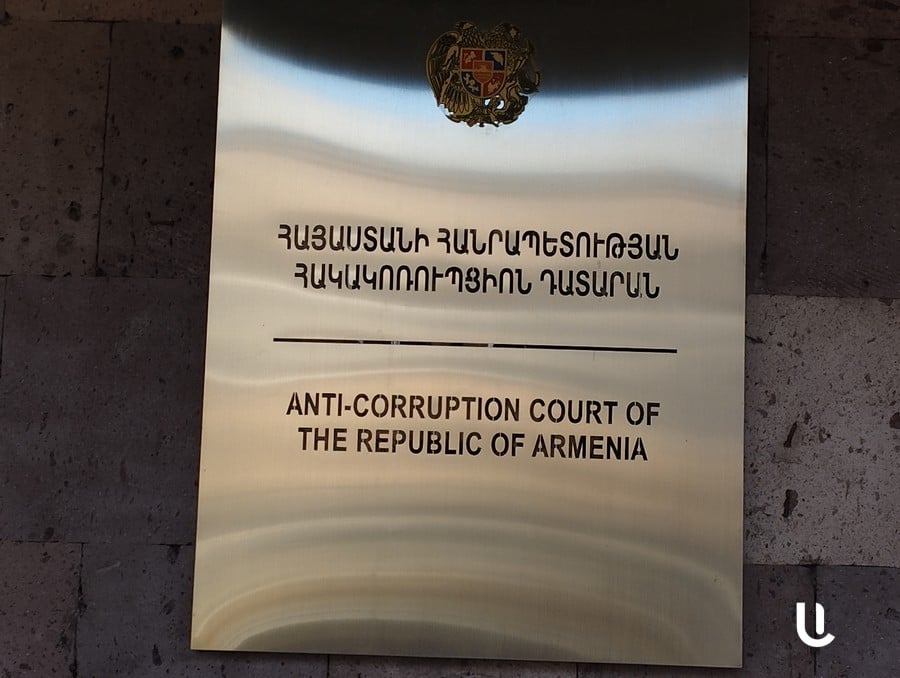 ՀԱՅԱՍՏԱՆԻ ՀԱՆՐԱՊԵՏՈՒԹՅԱՆ
ՀԱԿԱԿՈՌՈՒՊՑԻՈՆ ԴԱՏԱՐԱՆ
ANTI-CORRUPTION COURT OF
THE REPUBLIC OF ARMENIA